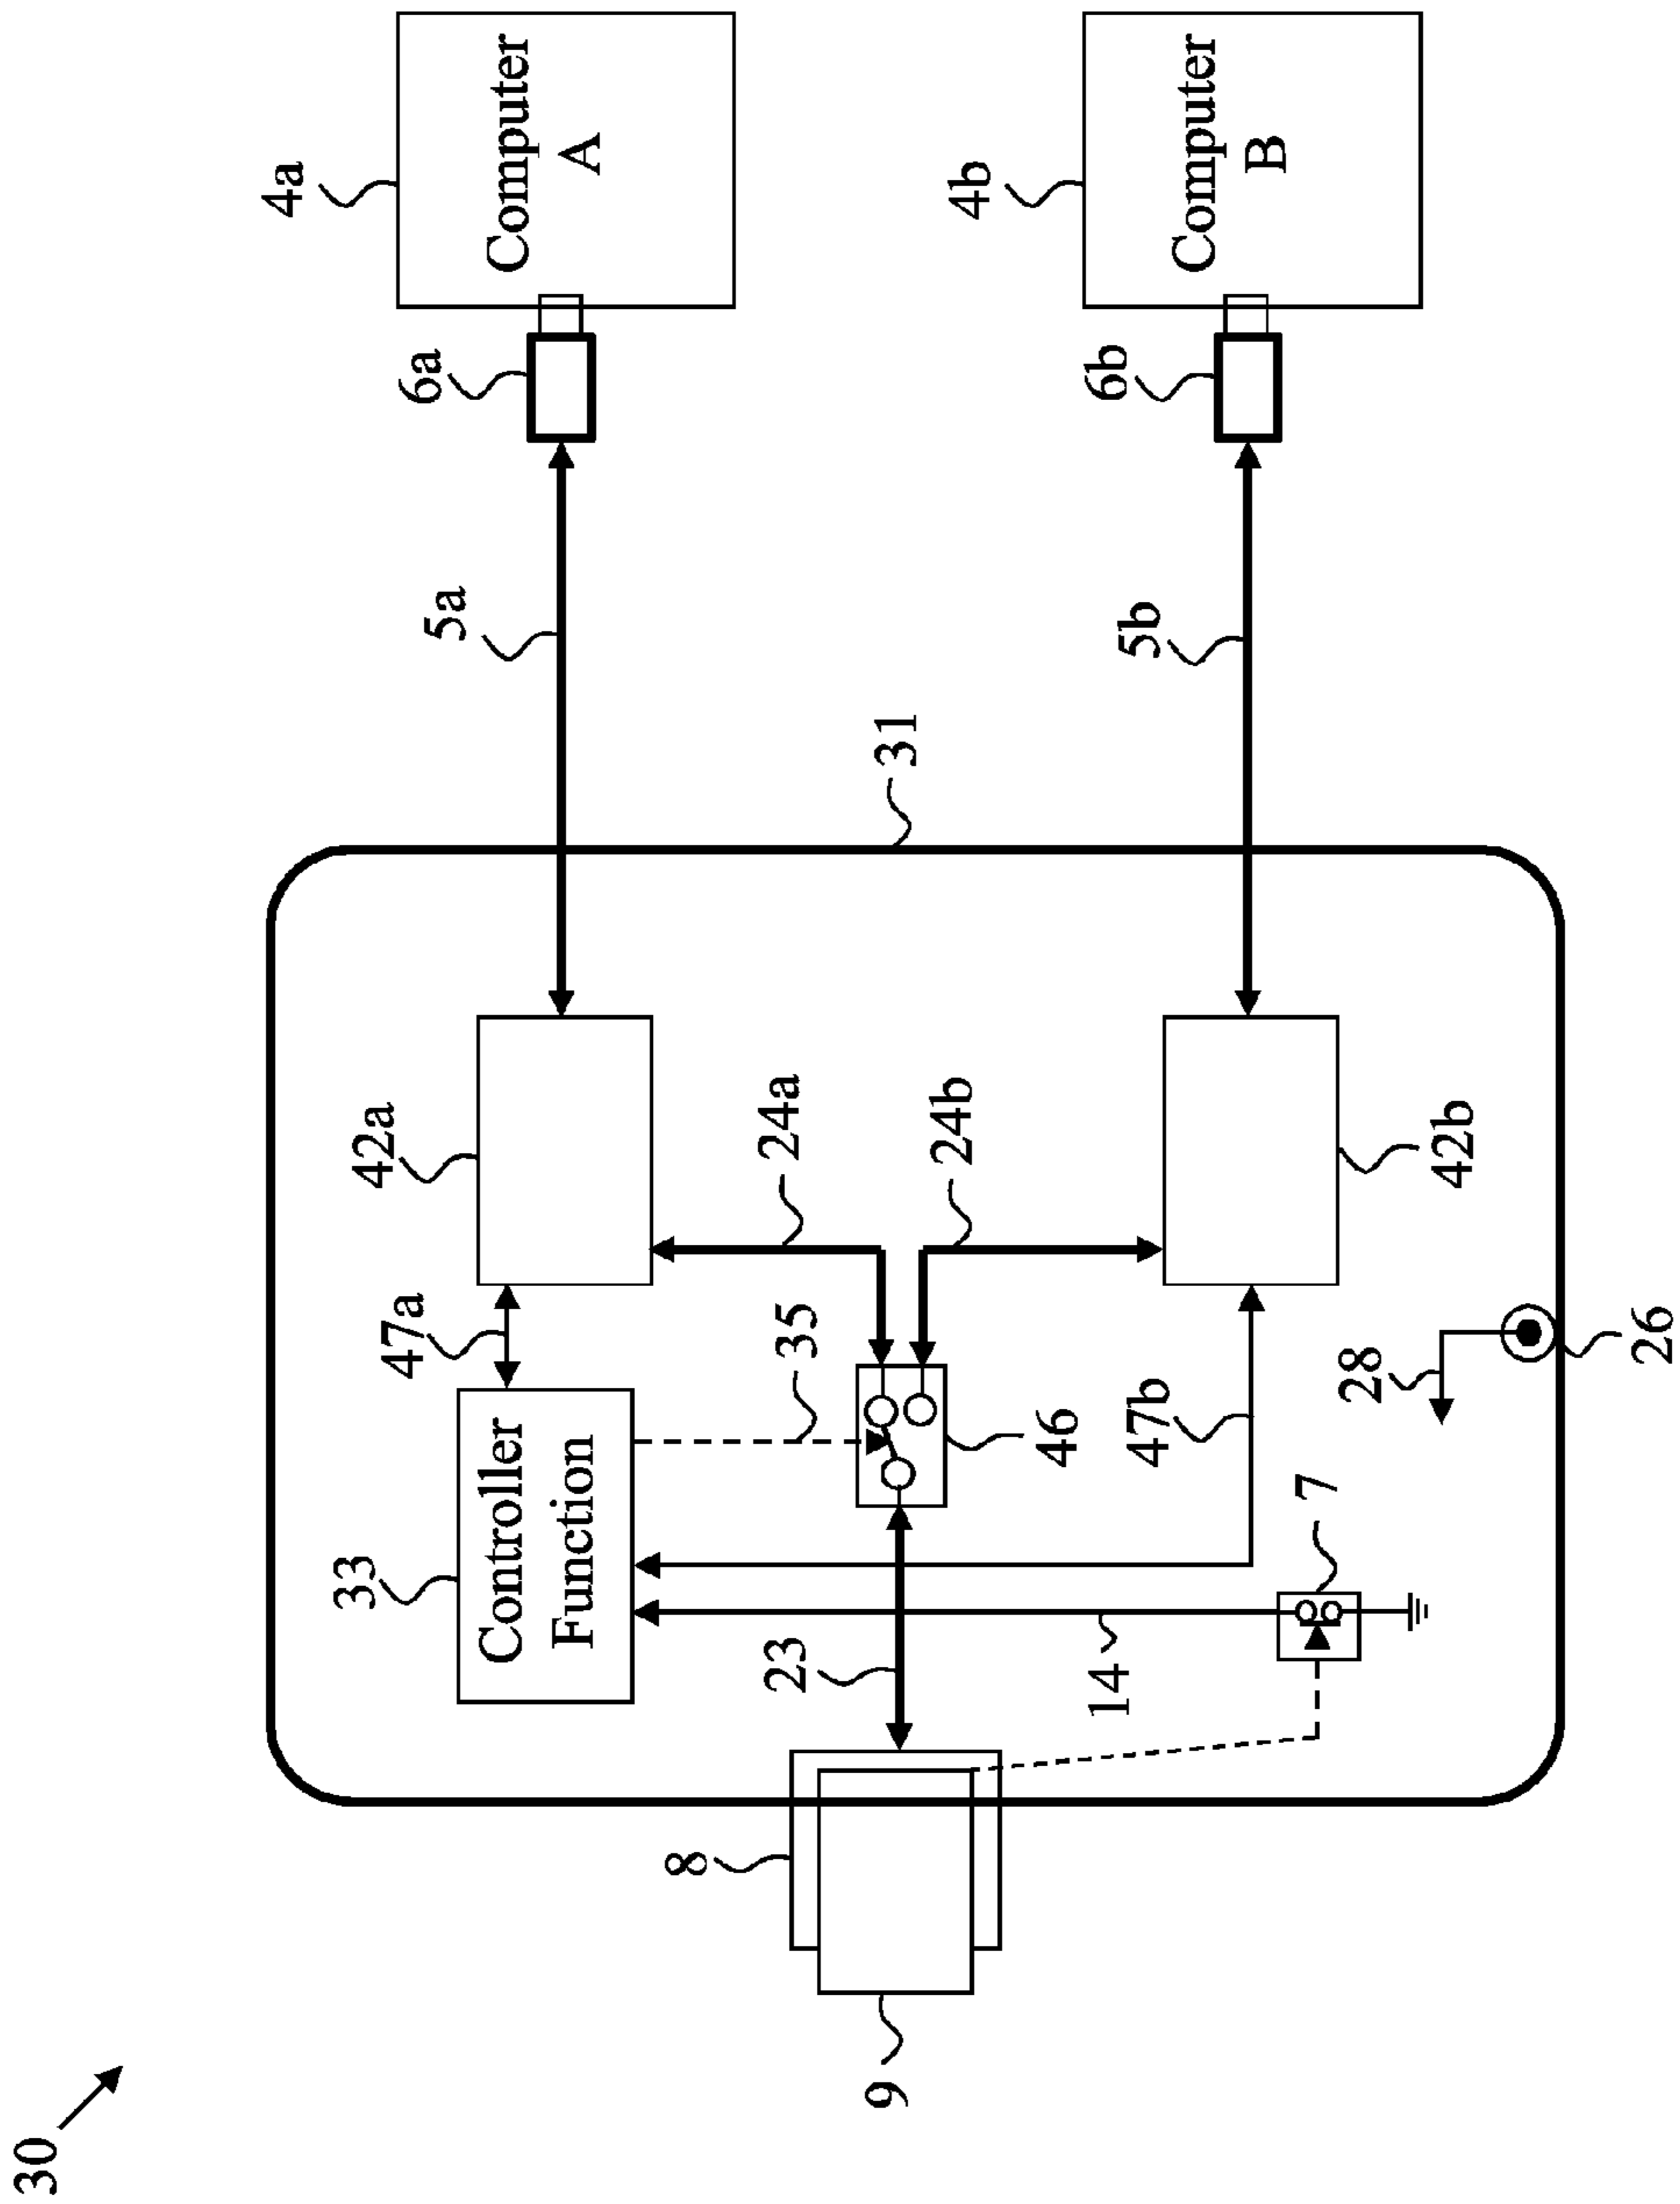 30
9
8
31
33
Controller
Function
47a
42a
5a
6a
4a
Computer
A
23
35
24a
24b
46
14
47b
7
42b
28
26
5b
6b
4b
Computer
B